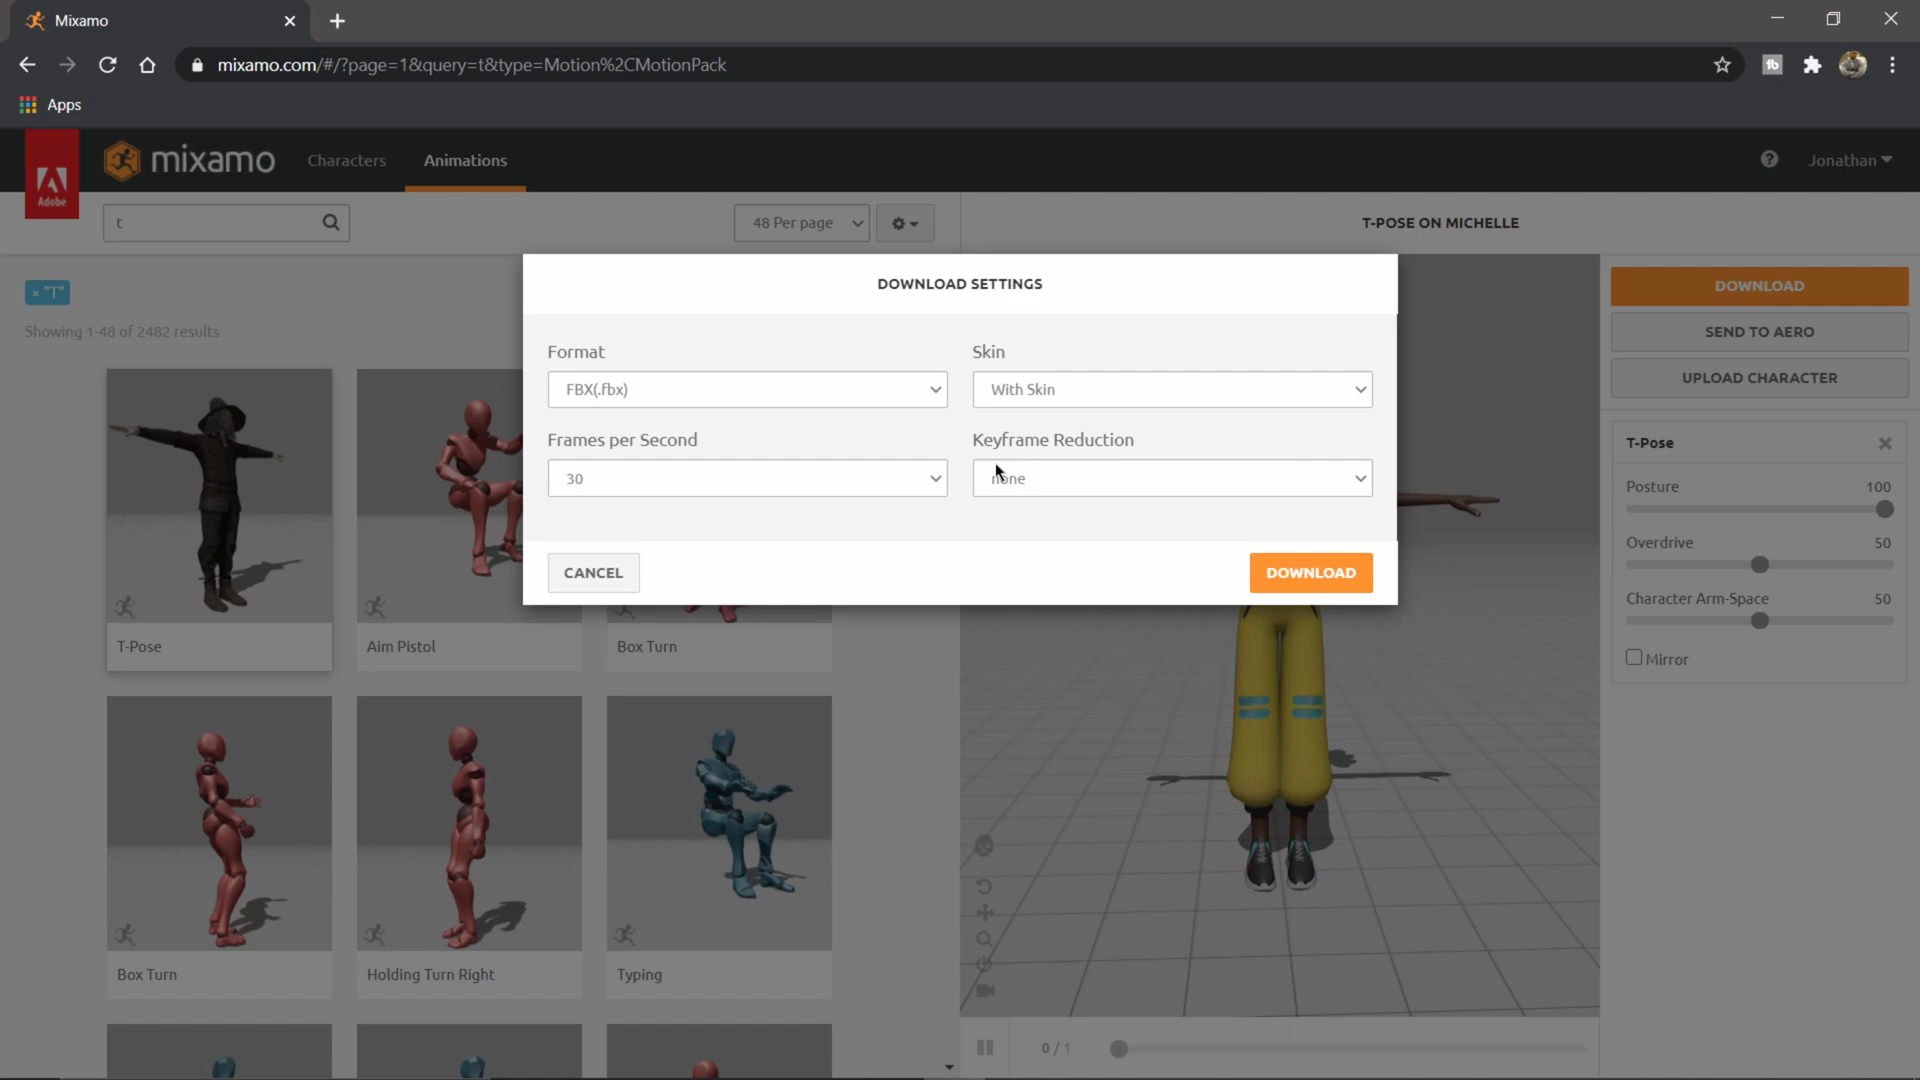 Mixamo
mixamo.com/#/?page=1&query=t&type=Motion%2CMotionPack
tb
Apps
Adobe
mixamo
Characters
Animations
Jonathan
t
48 Per page
T-POSE ON MICHELLE
× "T"
Showing 1-48 of 2482 results
DOWNLOAD SETTINGS
Format
Skin
FBX(.fbx)
With Skin
Frames per Second
Keyframe Reduction
30
none
CANCEL
DOWNLOAD
DOWNLOAD
SEND TO AERO
UPLOAD CHARACTER
T-Pose
Posture 100
Overdrive 50
Character Arm-Space 50
Mirror
T-Pose
Aim Pistol
Box Turn
Box Turn
Holding Turn Right
Typing
0 / 1